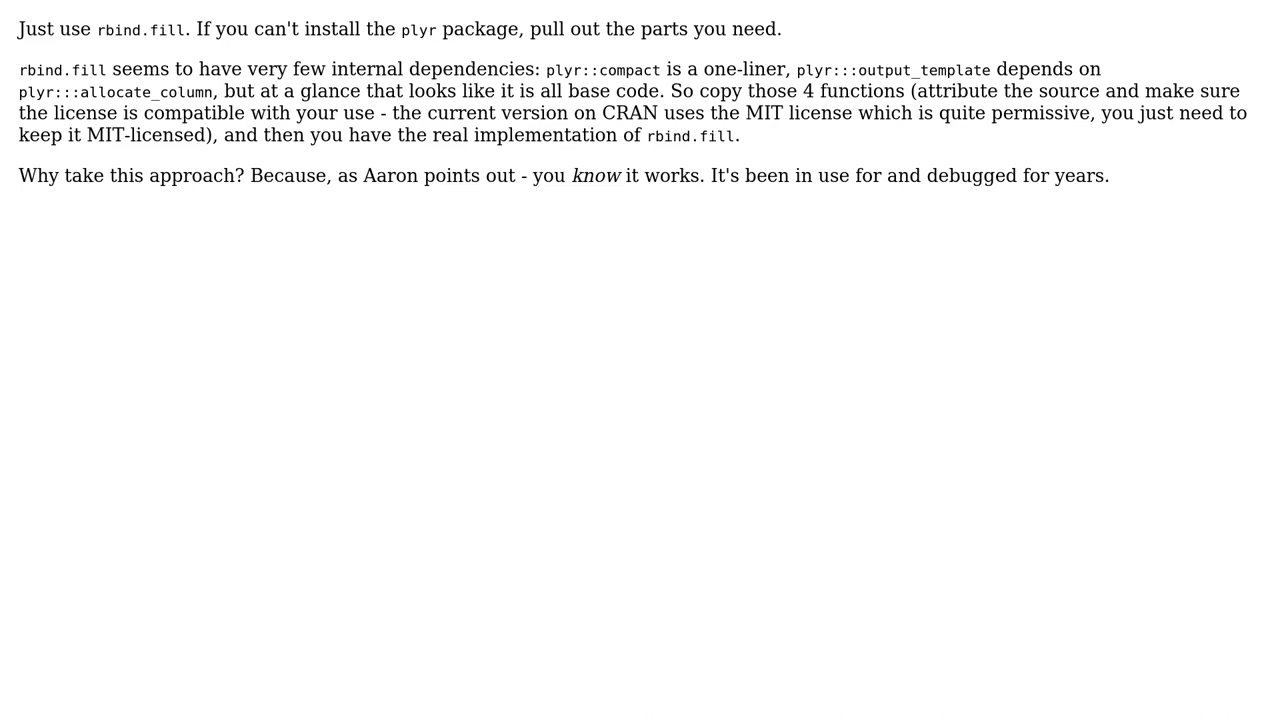 Just use rbind.fill. If you can't install the plyr package, pull out the parts you need.
rbind.fill seems to have very few internal dependencies: plyr::compact is a one-liner, plyr:::output_template depends on
plyr:::allocate_column, but at a glance that looks like it is all base code. So copy those 4 functions (attribute the source and make sure
the license is compatible with your use - the current version on CRAN uses the MIT license which is quite permissive, you just need to
keep it MIT-licensed), and then you have the real implementation of rbind.fill.
Why take this approach? Because, as Aaron points out - you know it works. It's been in use for and debugged for years.